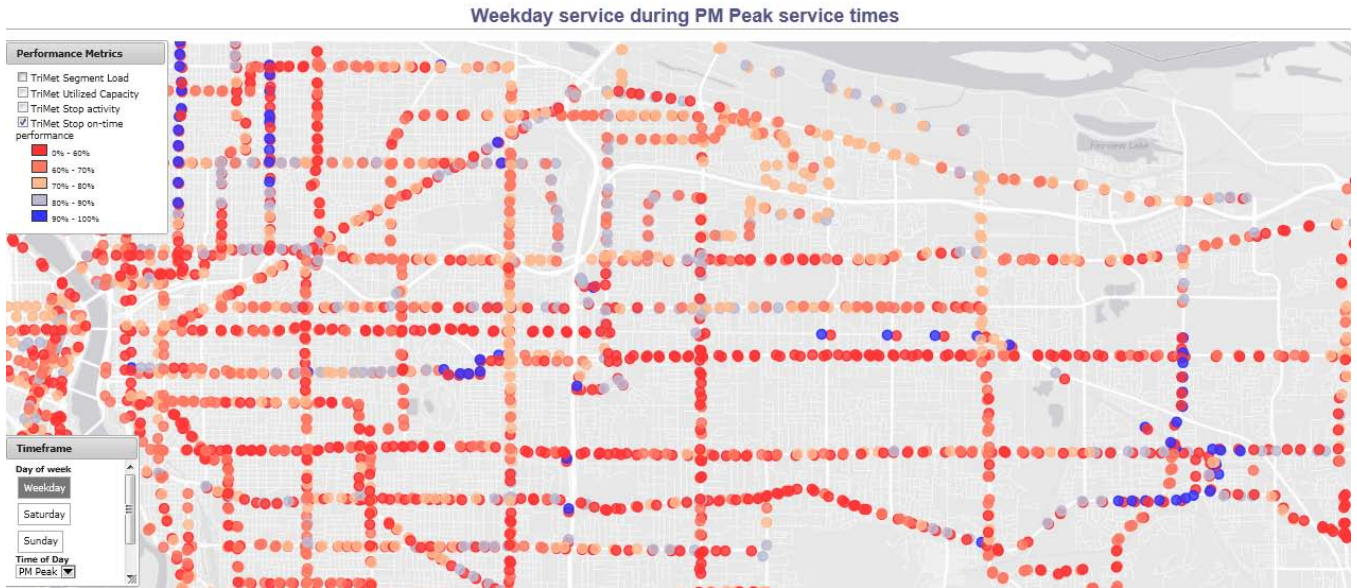 Weekday service during PM Peak service times
Performance Metrics
TriMet Segment Load
TriMet Utilized Capacity
TriMet Stop activity
TriMet Stop on-time
performance
0% - 60%
60% - 70%
70% - 80%
80% - 90%
90% - 100%
Fairview Lake
Timeframe
Day of week
Weekday
Saturday
Sunday
Time of Day
PM Peak